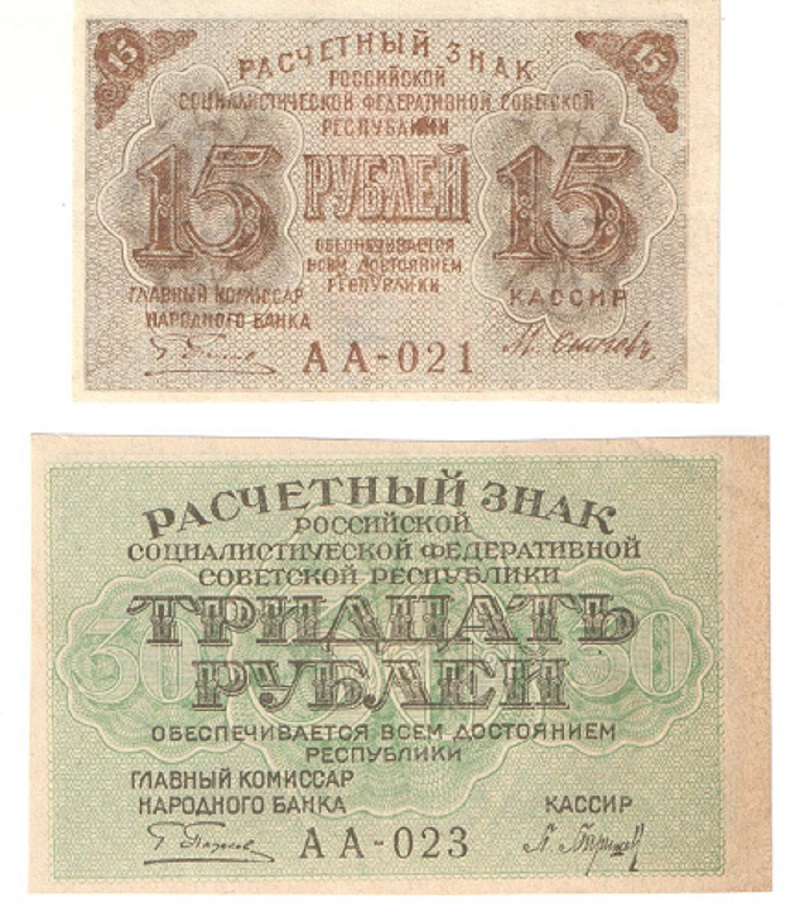 15
15
РАСЧЕТНЫЙ ЗНАК
РОССИЙСКОЙ
СОЦИАЛИСТИЧЕСКОЙ ФЕДЕРАТИВНОЙ СОВЕТСКОЙ
РЕСПУБЛИКИ
15 РУБЛЕЙ 15
ОБЕСПЕЧИВАЕТСЯ
ВСЕМ ДОСТОЯНИЕМ
РЕСПУБЛИКИ
ГЛАВНЫЙ КОМИССАР
НАРОДНОГО БАНКА
КАССИР
АА-021
РАСЧЕТНЫЙ ЗНАК
РОССИЙСКОЙ
СОЦИАЛИСТИЧЕСКОЙ ФЕДЕРАТИВНОЙ
СОВЕТСКОЙ РЕСПУБЛИКИ
30 ТРИДЦАТЬ 30
РУБЛЕЙ
ОБЕСПЕЧИВАЕТСЯ ВСЕМ ДОСТОЯНИЕМ
РЕСПУБЛИКИ
ГЛАВНЫЙ КОМИССАР
НАРОДНОГО БАНКА
КАССИР
АА-023